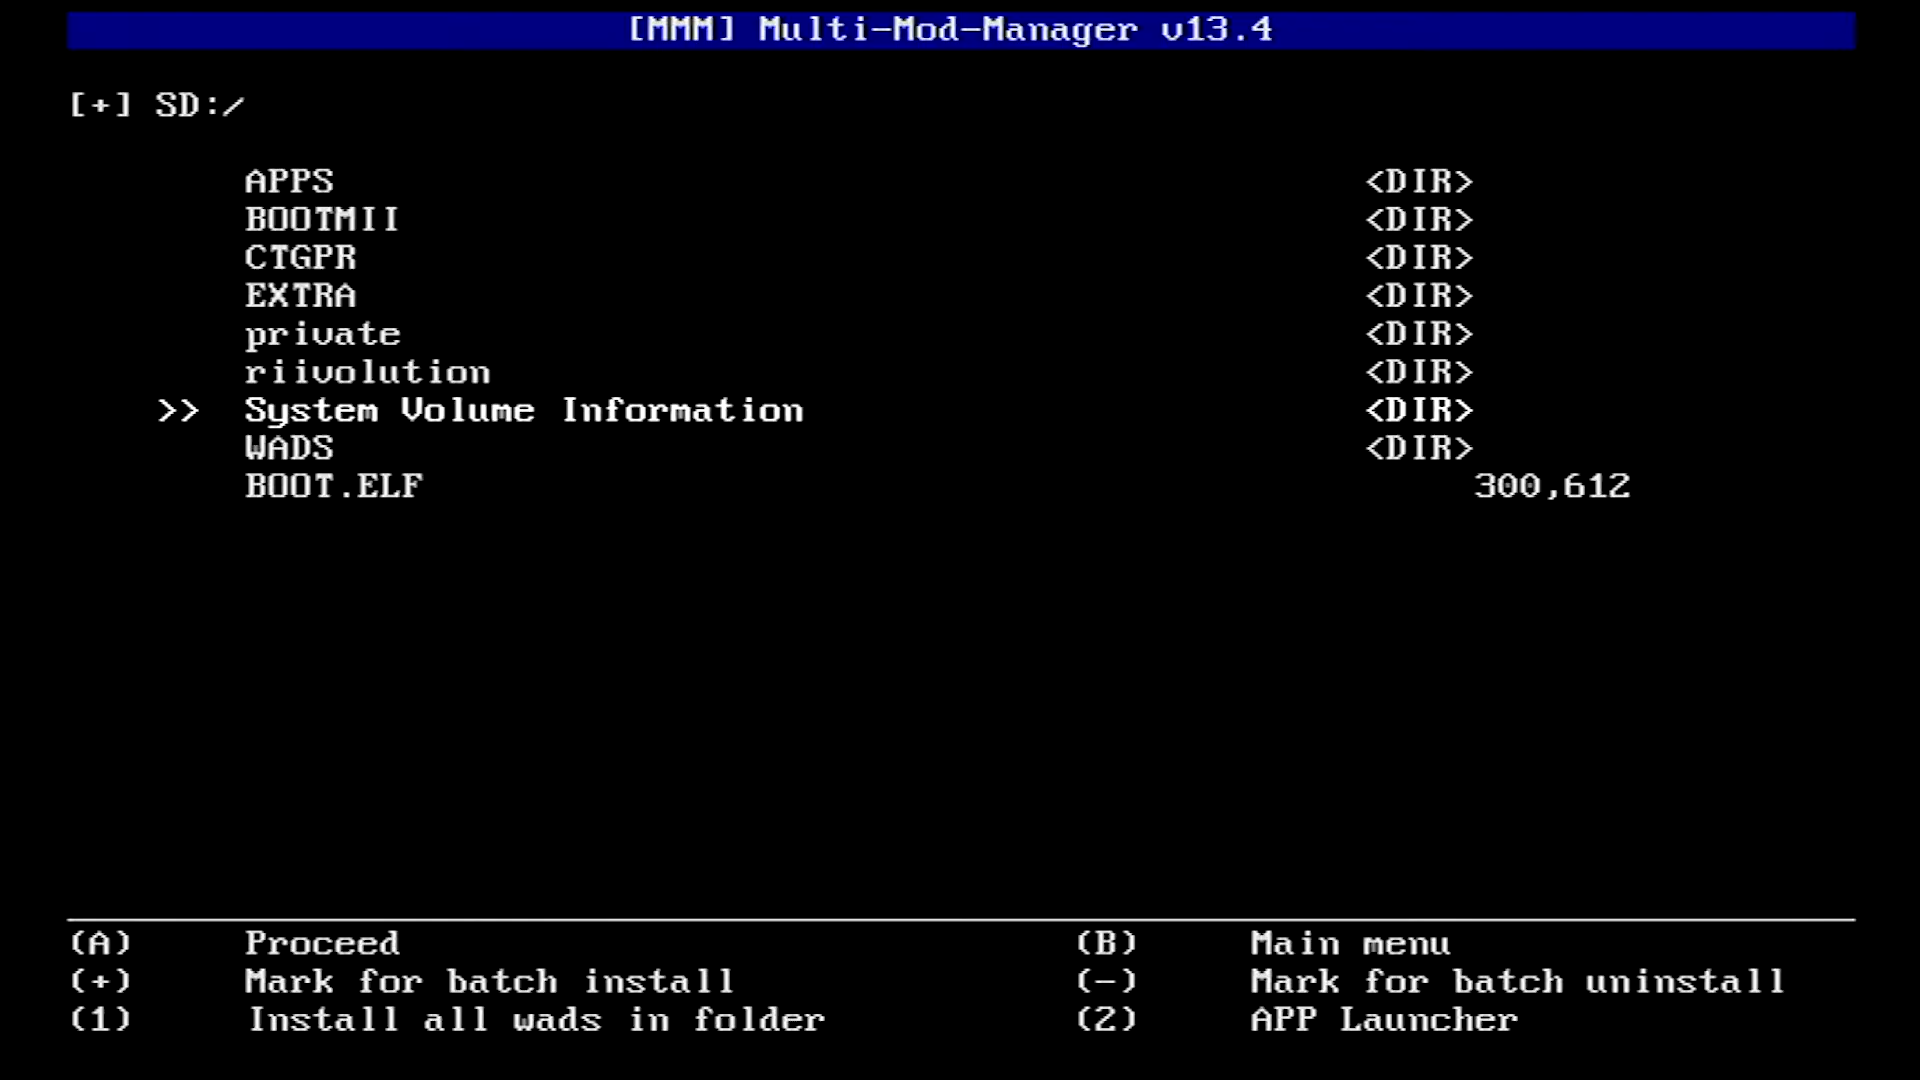 [MMM] Multi-Mod-Manager v13.4
[+] SD:/
APPS <DIR>
BOOTMII <DIR>
CTGPR <DIR>
EXTRA <DIR>
private <DIR>
riivolution <DIR>
>> System Volume Information <DIR>
WADS <DIR>
BOOT.ELF 300,612
(A) Proceed (B) Main menu
(+) Mark for batch install (-) Mark for batch uninstall
(1) Install all wads in folder (2) APP Launcher